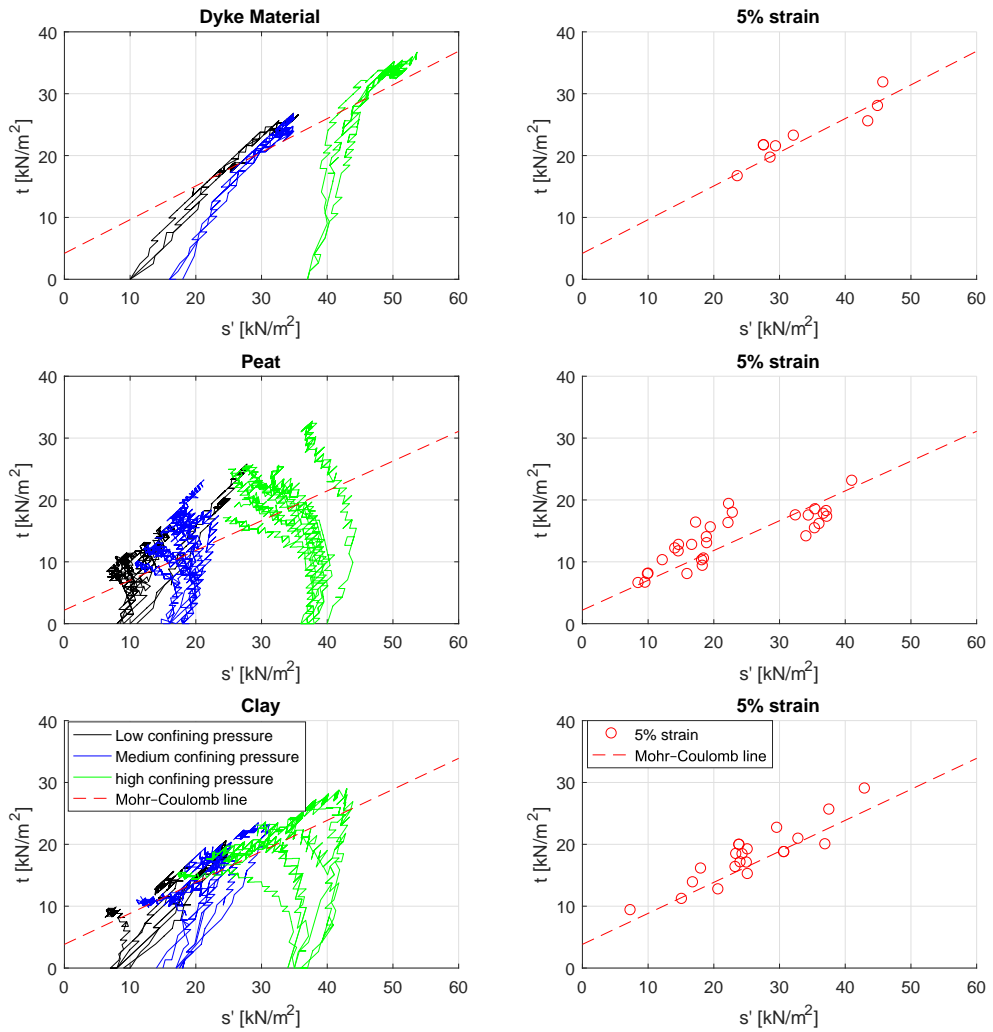 Dyke Material
40
30
20
10
0
0 10 20 30 40 50 60
t [kN/m²]
s' [kN/m²]
5% strain
40
30
20
10
0
0 10 20 30 40 50 60
t [kN/m²]
s' [kN/m²]
Peat
40
30
20
10
0
0 10 20 30 40 50 60
t [kN/m²]
s' [kN/m²]
5% strain
40
30
20
10
0
0 10 20 30 40 50 60
t [kN/m²]
s' [kN/m²]
Clay
Low confining pressure
Medium confining pressure
high confining pressure
Mohr−Coulomb line
40
30
20
10
0
0 10 20 30 40 50 60
t [kN/m²]
s' [kN/m²]
5% strain
5% strain
Mohr−Coulomb line
40
30
20
10
0
0 10 20 30 40 50 60
t [kN/m²]
s' [kN/m²]